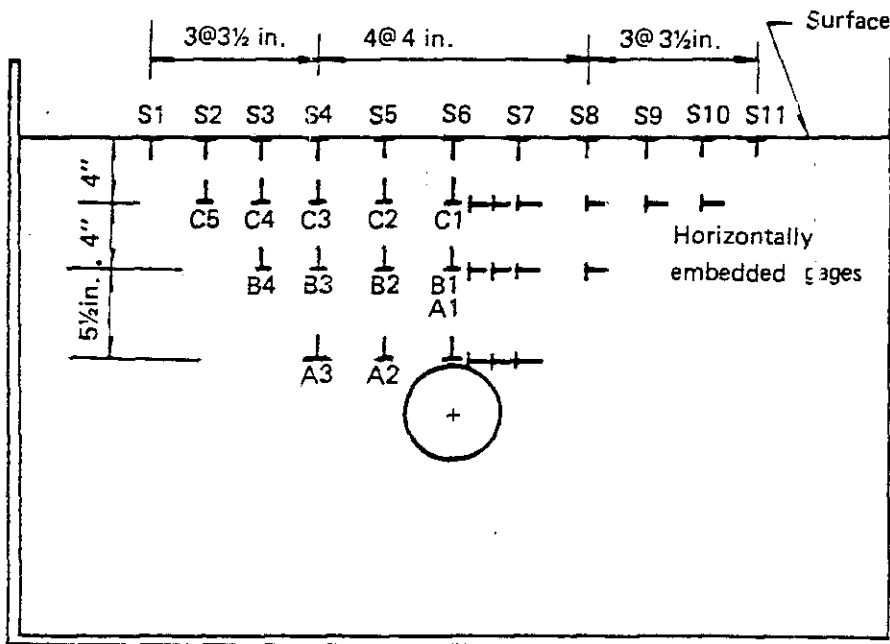 Surface
3@3½ in. 4@4 in. 3@3½in.
S1 S2 S3 S4 S5 S6 S7 S8 S9 S10 S11
4"
C5 C4 C3 C2 C1
4"
Horizontally
embedded gages
B4 B3 B2 B1
A1
5½in.
A3 A2